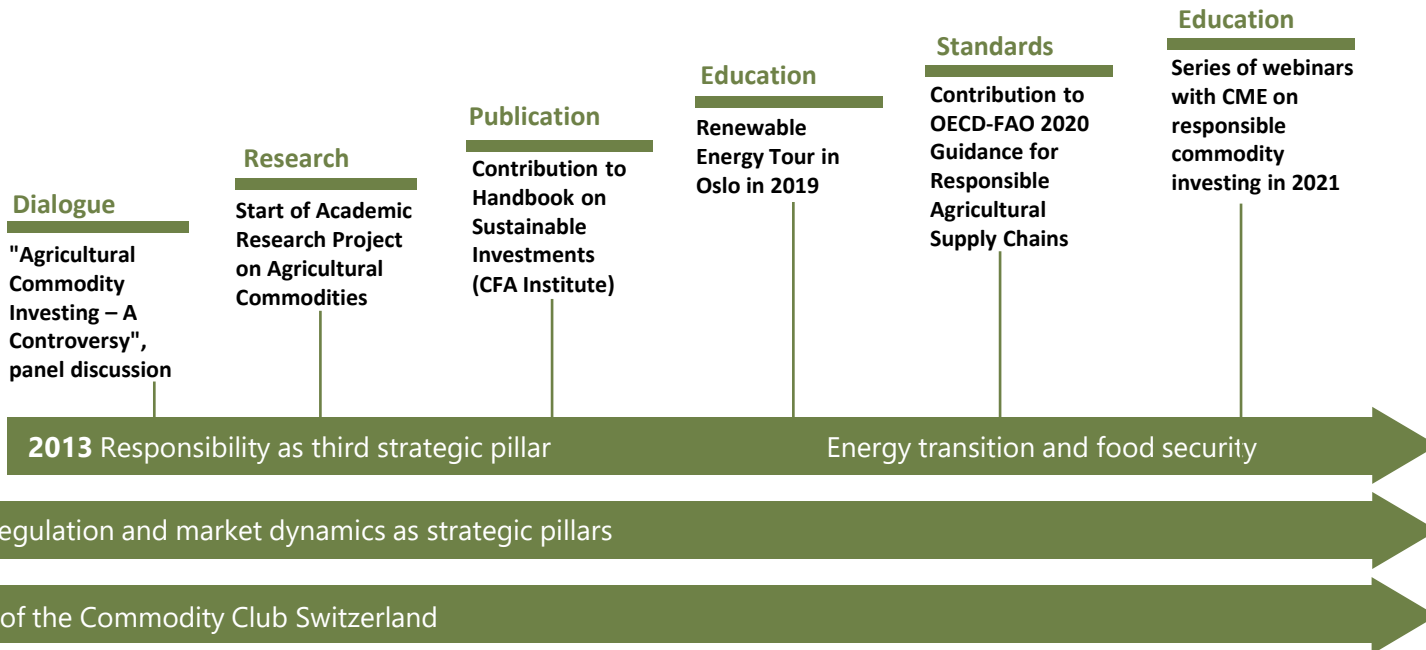 Dialogue
"Agricultural
Commodity
Investing – A
Controversy",
panel discussion
Research
Start of Academic
Research Project
on Agricultural
Commodities
Publication
Contribution to
Handbook on
Sustainable
Investments
(CFA Institute)
Education
Renewable
Energy Tour in
Oslo in 2019
Standards
Contribution to
OECD-FAO 2020
Guidance for
Responsible
Agricultural
Supply Chains
Education
Series of webinars
with CME on
responsible
commodity
investing in 2021
2013 Responsibility as third strategic pillar
Energy transition and food security
egulation and market dynamics as strategic pillars
of the Commodity Club Switzerland